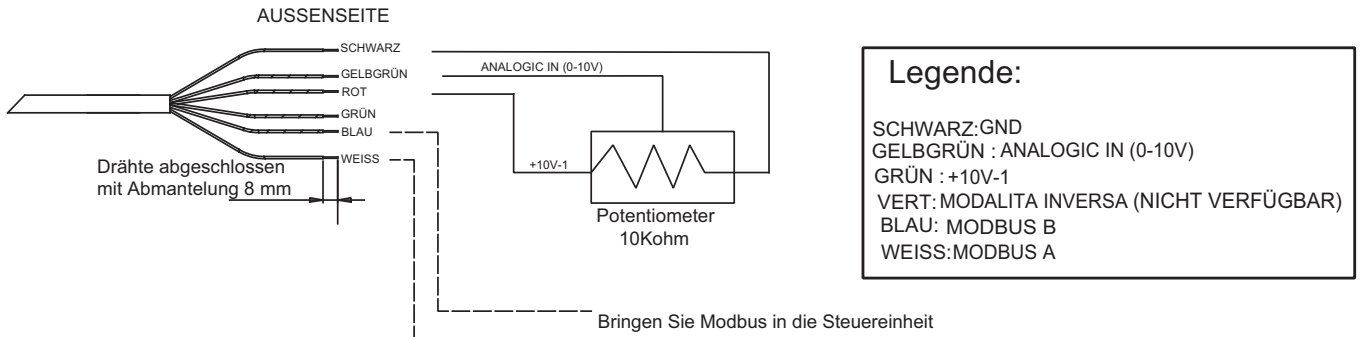 AUSSENSEITE
SCHWARZ
GELBGRÜN
ROT
GRÜN
BLAU
WEISS
Drähte abgeschlossen
mit Abmantelung 8 mm
ANALOGIC IN (0-10V)
+10V-1
Potentiometer
10Kohm
Bringen Sie Modbus in die Steuereinheit
Legende:
SCHWARZ:GND
GELBGRÜN : ANALOGIC IN (0-10V)
GRÜN : +10V-1
VERT: MODALITA INVERSA (NICHT VERFÜGBAR)
BLAU: MODBUS B
WEISS:MODBUS A